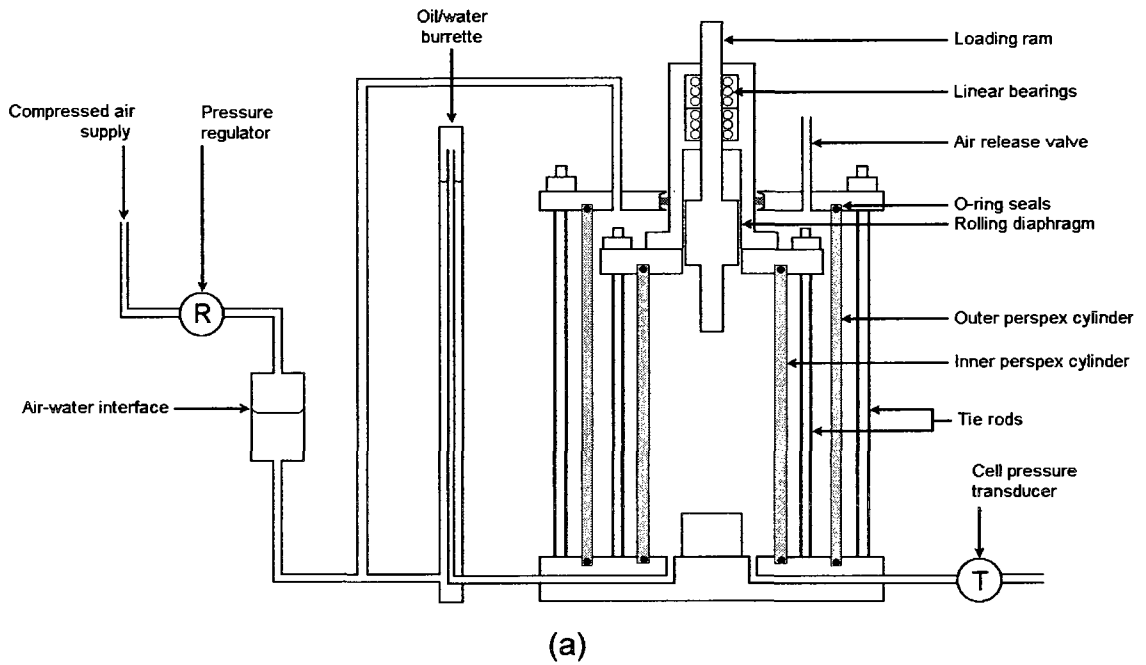 Oil/water
burrette
Loading ram
Linear bearings
Compressed air
supply
Pressure
regulator
Air release valve
O-ring seals
Rolling diaphragm
R
Outer perspex cylinder
Inner perspex cylinder
Air-water interface
Tie rods
Cell pressure
transducer
T
(a)